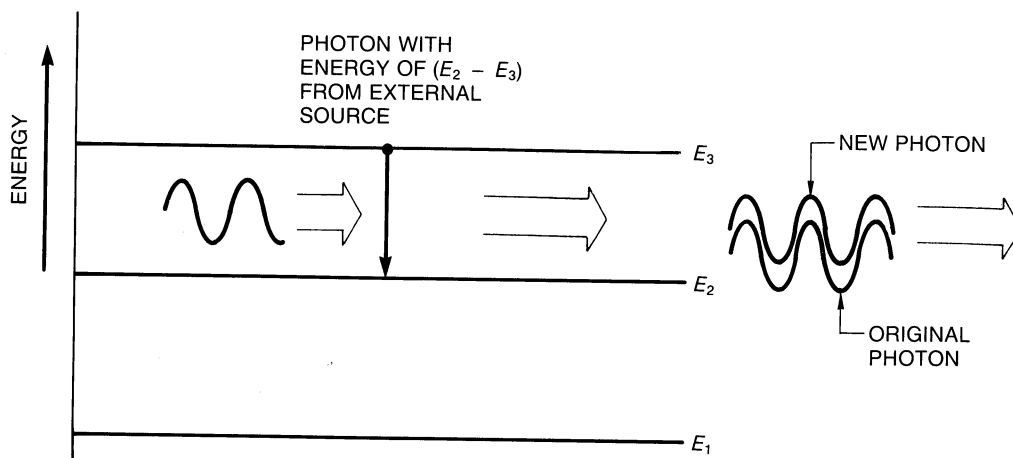 PHOTON WITH
ENERGY OF (E₂ − E₃)
FROM EXTERNAL
SOURCE
ENERGY
E₃
NEW PHOTON
E₂
ORIGINAL
PHOTON
E₁